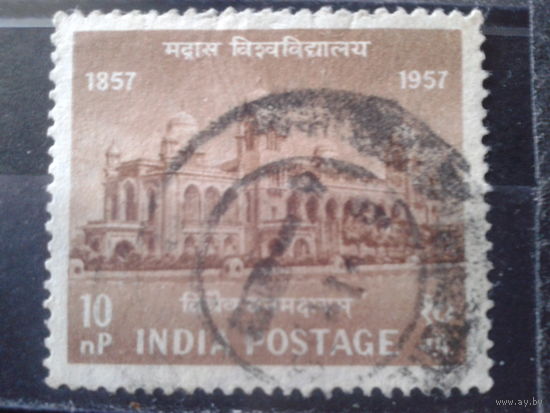 मद्रास विश्वविद्यालय
1857 1957
10
nP
INDIA POSTAGE
www.ay.by